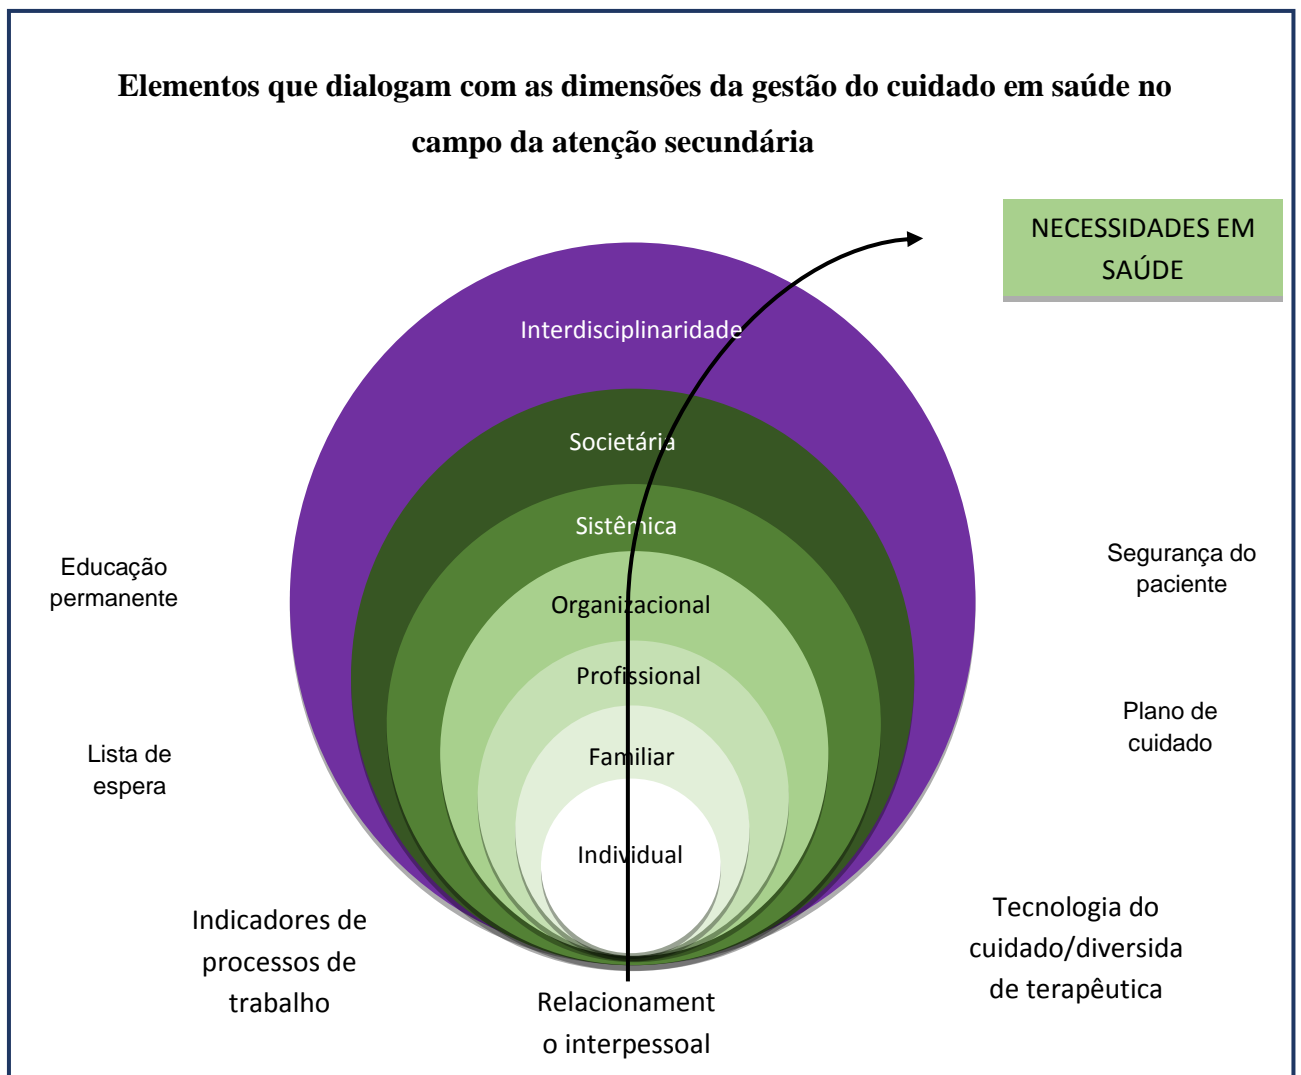 Elementos que dialogam com as dimensões da gestão do cuidado em saúde no
campo da atenção secundária
NECESSIDADES EM
SAÚDE
Interdisciplinaridade
Societária
Sistêmica
Organizacional
Profissional
Familiar
Individual
Educação
permanente
Lista de
espera
Indicadores de
processos de
trabalho
Relacionament
o interpessoal
Segurança do
paciente
Plano de
cuidado
Tecnologia do
cuidado/diversida
de terapêutica